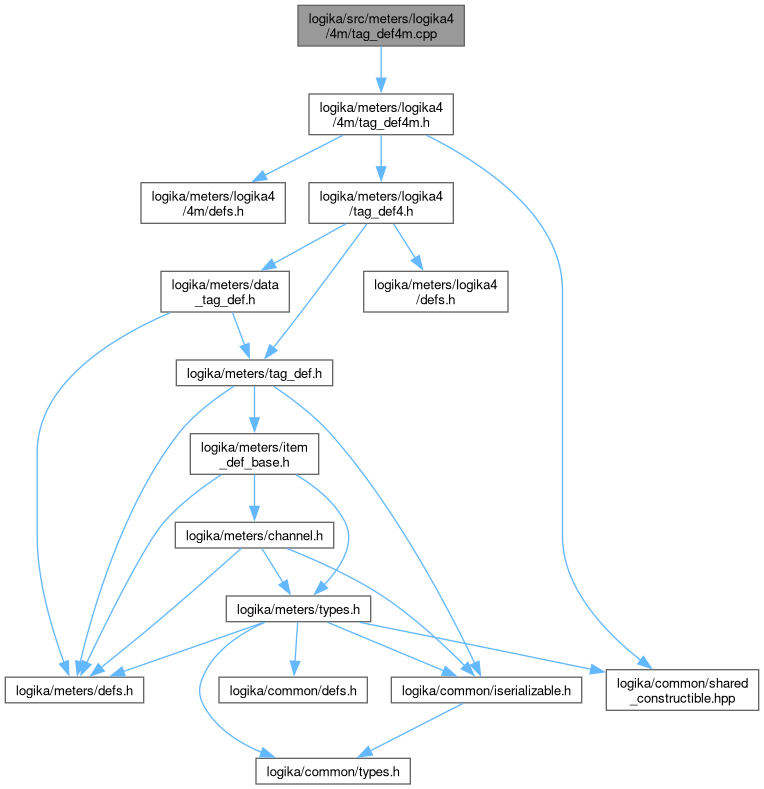 logika/src/meters/logika4
/4m/tag_def4m.cpp
logika/meters/logika4
/4m/tag_def4m.h
logika/meters/logika4
/4m/defs.h
logika/meters/logika4
/tag_def4.h
logika/meters/data
_tag_def.h
logika/meters/logika4
/defs.h
logika/meters/tag_def.h
logika/meters/item
_def_base.h
logika/meters/channel.h
logika/meters/types.h
logika/meters/defs.h
logika/common/defs.h
logika/common/iserializable.h
logika/common/shared
_constructible.hpp
logika/common/types.h